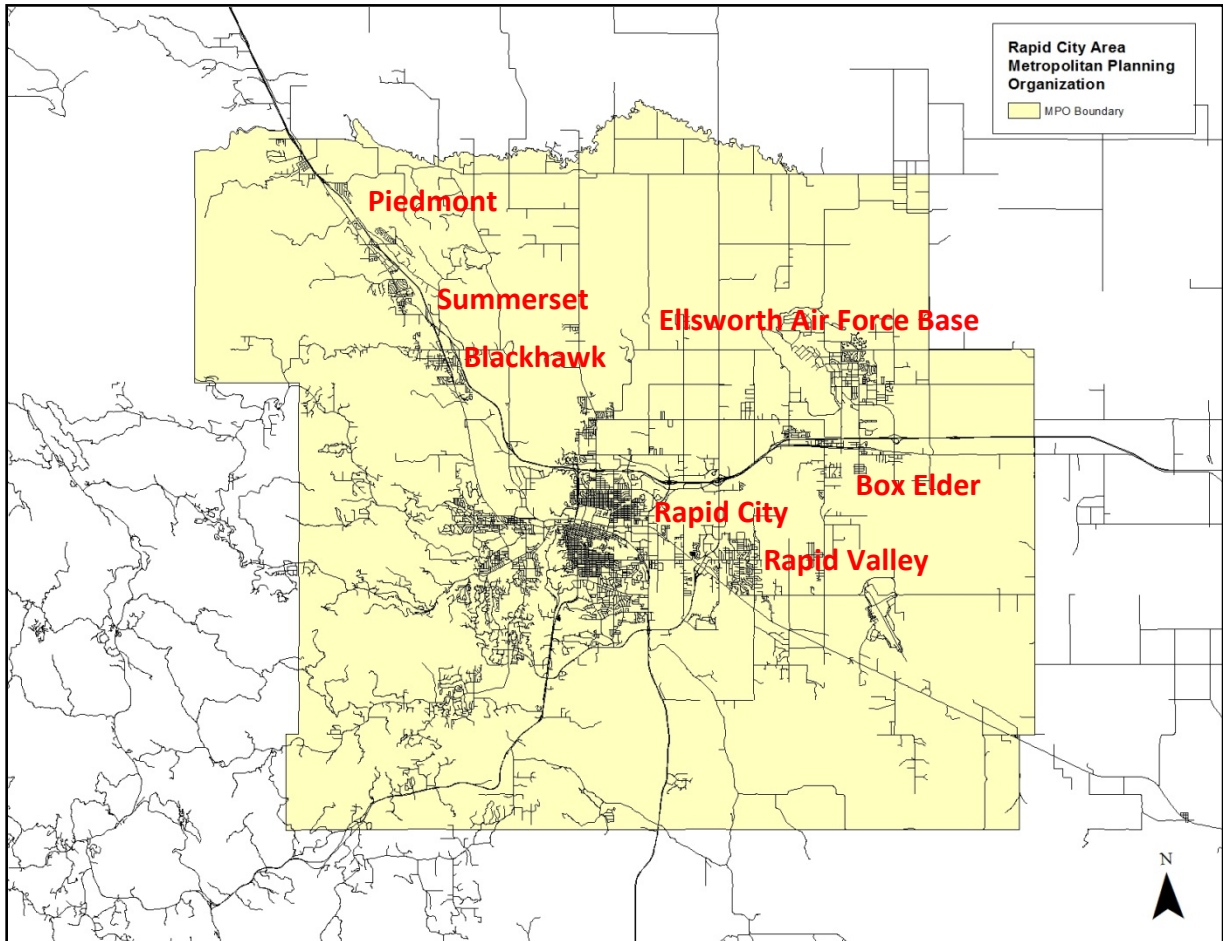 Rapid City Area
Metropolitan Planning
Organization
MPO Boundary
Piedmont
Summerset
Ellsworth Air Force Base
Blackhawk
Box Elder
Rapid City
Rapid Valley
N